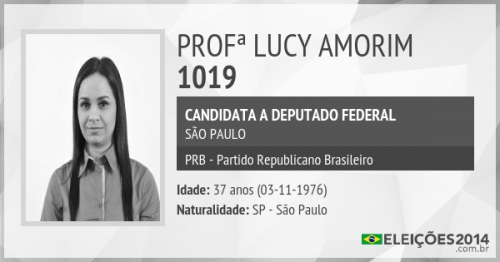 PROFª LUCY AMORIM
1019
CANDIDATA A DEPUTADO FEDERAL
SÃO PAULO
PRB - Partido Republicano Brasileiro
Idade: 37 anos (03-11-1976)
Naturalidade: SP - São Paulo
ELEIÇÕES2014
.com.br